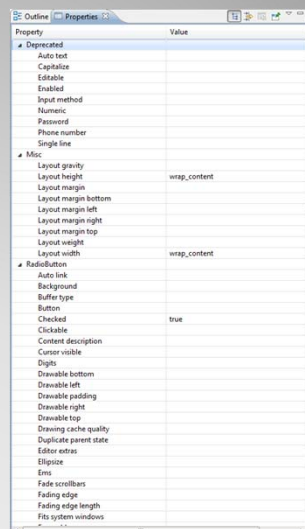 Outline Properties
Property Value
Deprecated
Auto text
Capitalize
Editable
Enabled
Input method
Numeric
Password
Phone number
Single line
Misc
Layout gravity
Layout height wrap_content
Layout margin
Layout margin bottom
Layout margin left
Layout margin right
Layout margin top
Layout weight
Layout width wrap_content
RadioButton
Auto link
Background
Buffer type
Button
Checked true
Clickable
Content description
Cursor visible
Digits
Drawable bottom
Drawable left
Drawable padding
Drawable right
Drawable top
Drawing cache quality
Duplicate parent state
Editor extras
Ellipsize
Ems
Fade scrollbars
Fading edge
Fading edge length
Fits system windows